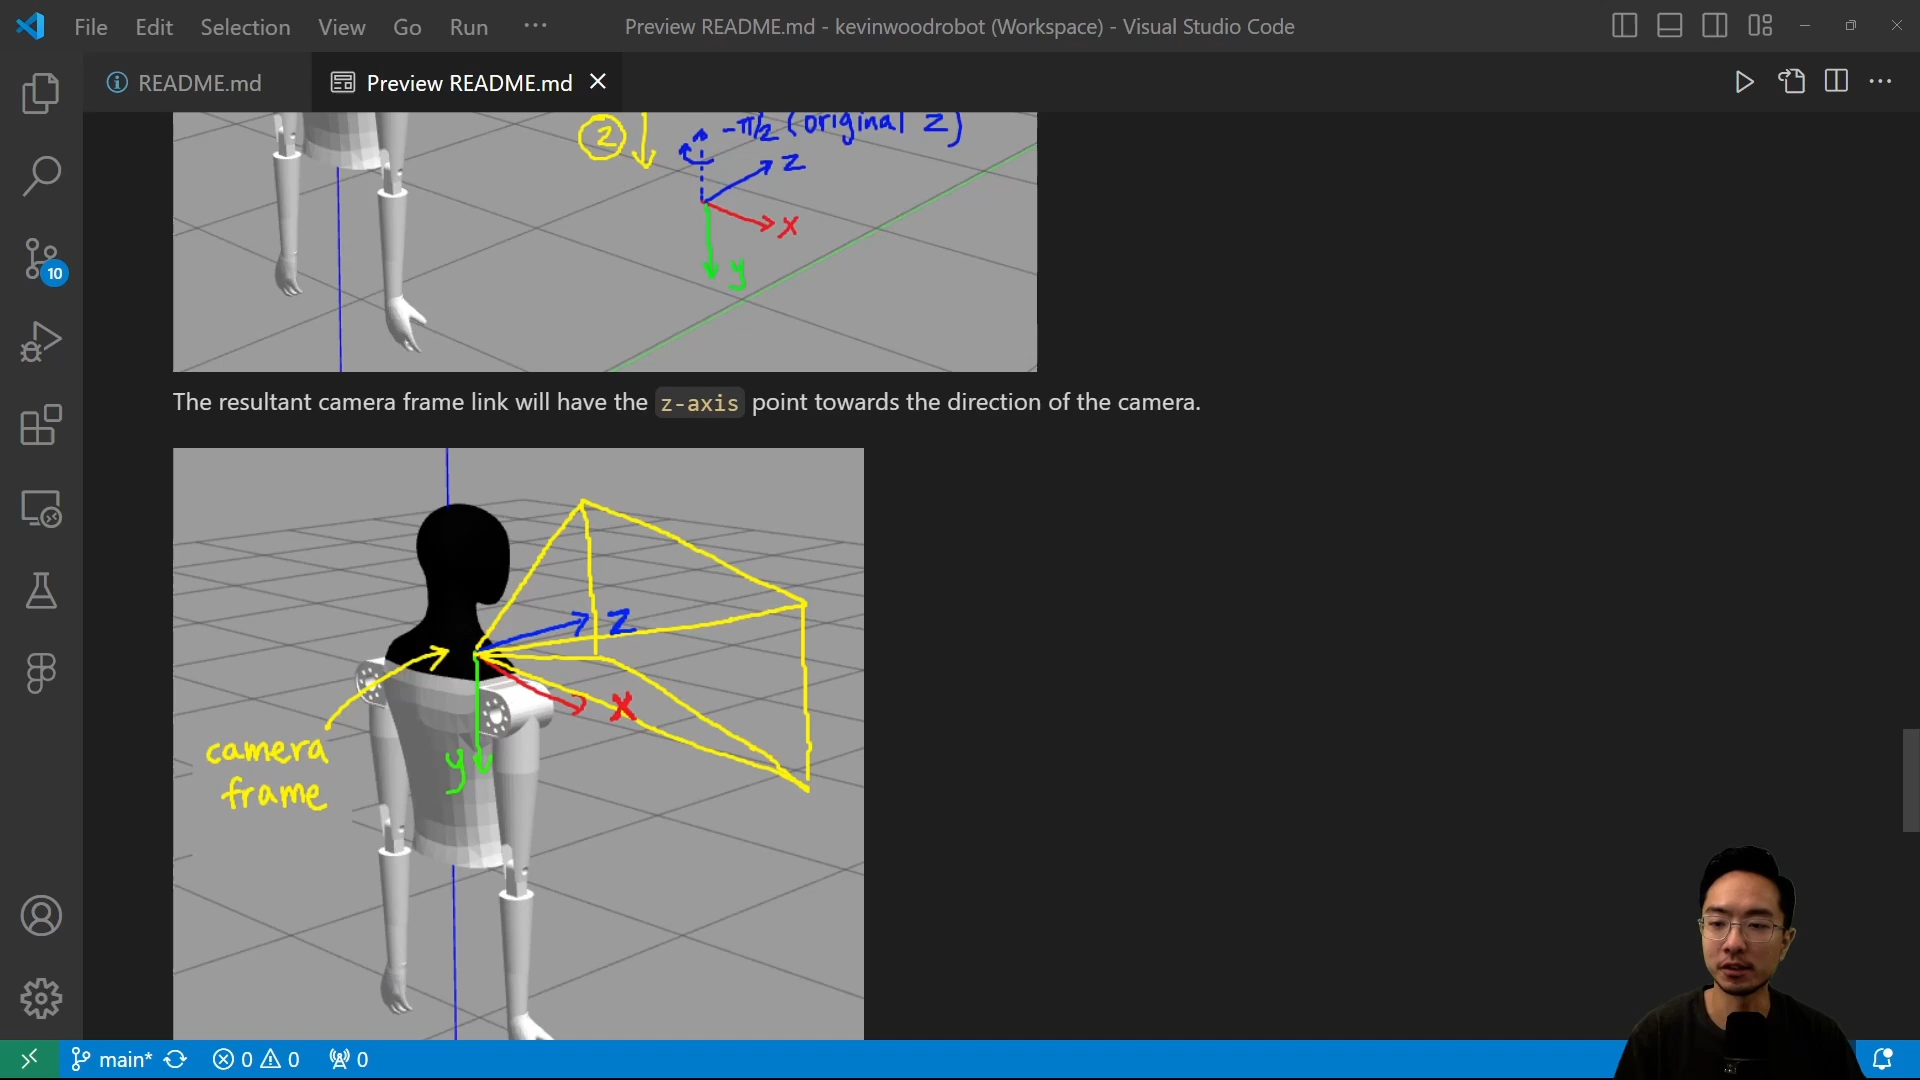 File Edit Selection View Go Run ··· Preview README.md - kevinwoodrobot (Workspace) - Visual Studio Code
README.md Preview README.md
2 -π/2 (original z)
z
x
y
10
The resultant camera frame link will have the z-axis point towards the direction of the camera.
z
x
y
camera
frame
main* 0 0 0